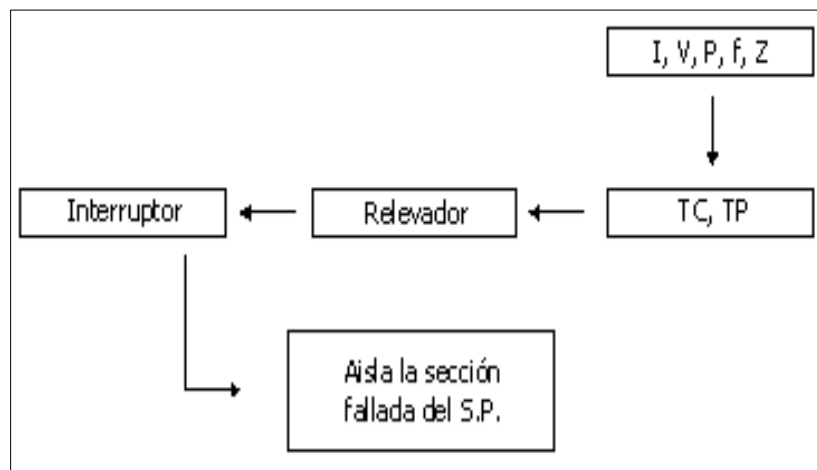 I, V, P, f, Z
Interruptor
Relevador
TC, TP
Aisla la sección
fallada del S.P.